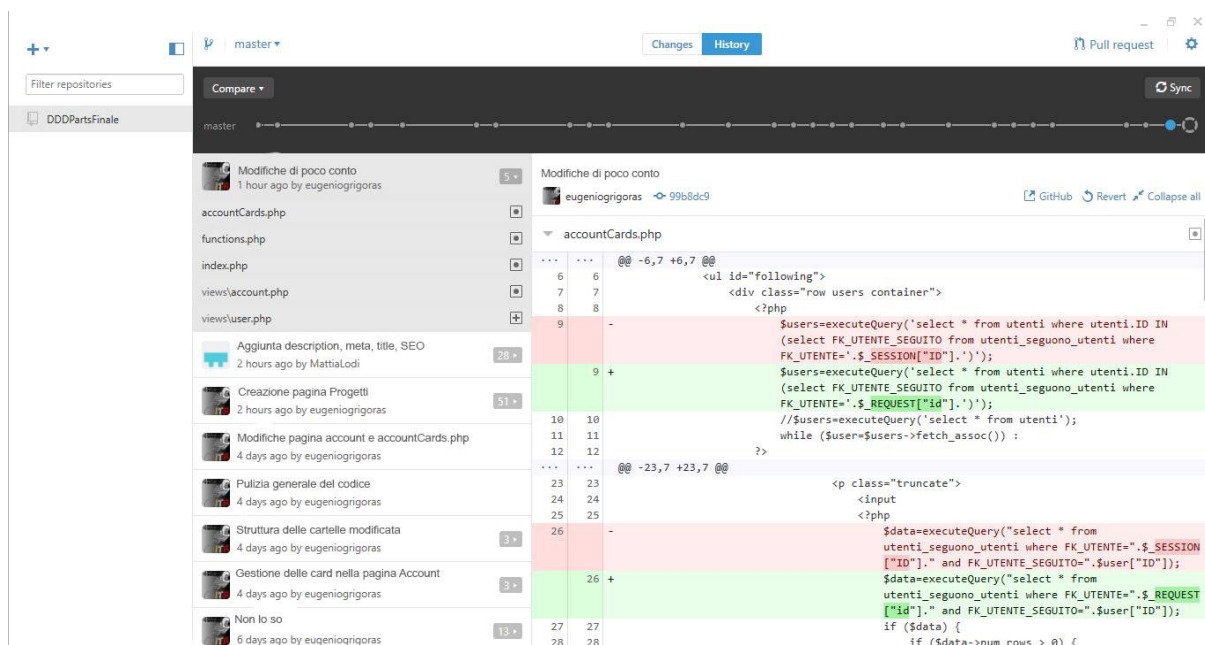 master
Changes
History
Pull request
Filter repositories
DDDPartsFinale
Compare
Sync
master
Modifiche di poco conto
1 hour ago by eugeniogrigoras
5
accountCards.php
functions.php
index.php
views\account.php
views\user.php
Aggiunta description, meta, title, SEO
2 hours ago by MattiaLodi
28
Creazione pagina Progetti
2 hours ago by eugeniogrigoras
51
Modifiche pagina account e accountCards.php
4 days ago by eugeniogrigoras
Pulizia generale del codice
4 days ago by eugeniogrigoras
Struttura delle cartelle modificata
4 days ago by eugeniogrigoras
3
Gestione delle card nella pagina Account
4 days ago by eugeniogrigoras
3
Non lo so
6 days ago by eugeniogrigoras
13
Modifiche di poco conto
eugeniogrigoras 99b8dc9
GitHub Revert Collapse all
accountCards.php
... ... @@ -6,7 +6,7 @@
6 6 <ul id="following">
7 7 <div class="row users container">
8 8 <?php
9 - $users=executeQuery('select * from utenti where utenti.ID IN
(select FK_UTENTE_SEGUITO from utenti_seguono_utenti where
FK_UTENTE='.$_SESSION["ID"].')');
9 + $users=executeQuery('select * from utenti where utenti.ID IN
(select FK_UTENTE_SEGUITO from utenti_seguono_utenti where
FK_UTENTE='.$_REQUEST["id"].')');
10 10 //$users=executeQuery('select * from utenti');
11 11 while ($user=$users->fetch_assoc()) :
12 12 ?>
... ... @@ -23,7 +23,7 @@
23 23 <p class="truncate">
24 24 <input
25 25 <?php
26 - $data=executeQuery("select * from
utenti_seguono_utenti where FK_UTENTE=".$_SESSION
["ID"]." and FK_UTENTE_SEGUITO=".$user["ID"]);
26 + $data=executeQuery("select * from
utenti_seguono_utenti where FK_UTENTE=".$_REQUEST
["id"]." and FK_UTENTE_SEGUITO=".$user["ID"]);
27 27 if ($data) {
28 28 if ($data->num_rows > 0) {